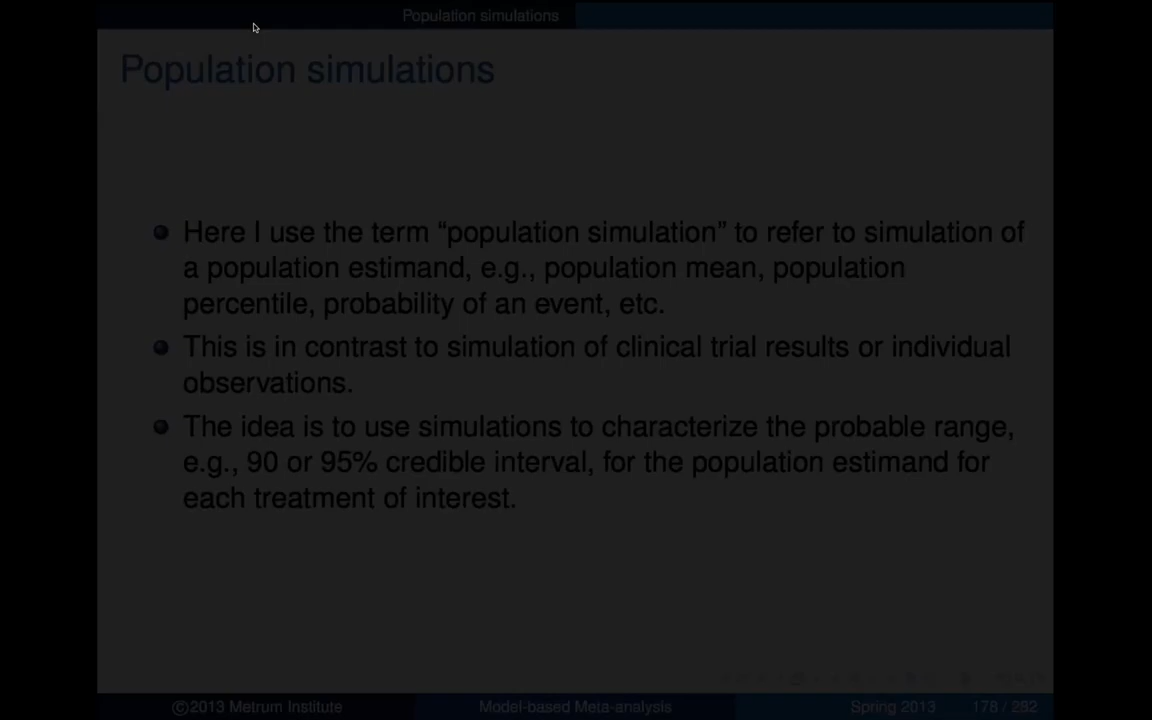 Population simulations
Population simulations
Here I use the term “population simulation” to refer to simulation of
a population estimand, e.g., population mean, population
percentile, probability of an event, etc.
This is in contrast to simulation of clinical trial results or individual
observations.
The idea is to use simulations to characterize the probable range,
e.g., 90 or 95% credible interval, for the population estimand for
each treatment of interest.
©2013 Metrum Institute Model-based Meta-analysis Spring 2013 178 / 282